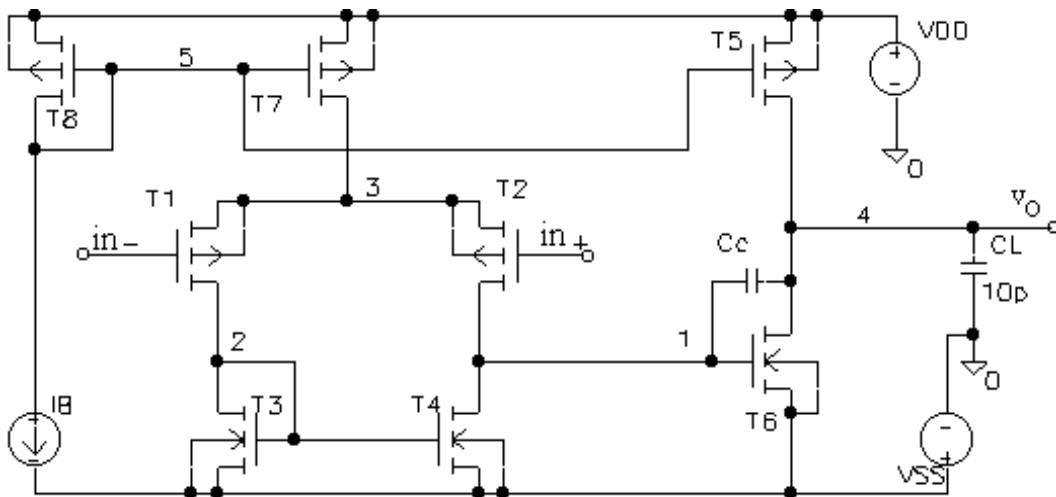 VDD
+
-
0
T8
5
T7
T5
T1
3
T2
in-
in+
4
vO
Cc
CL
10p
2
1
0
IB
+
-
T3
T4
T6
-
+
VSS